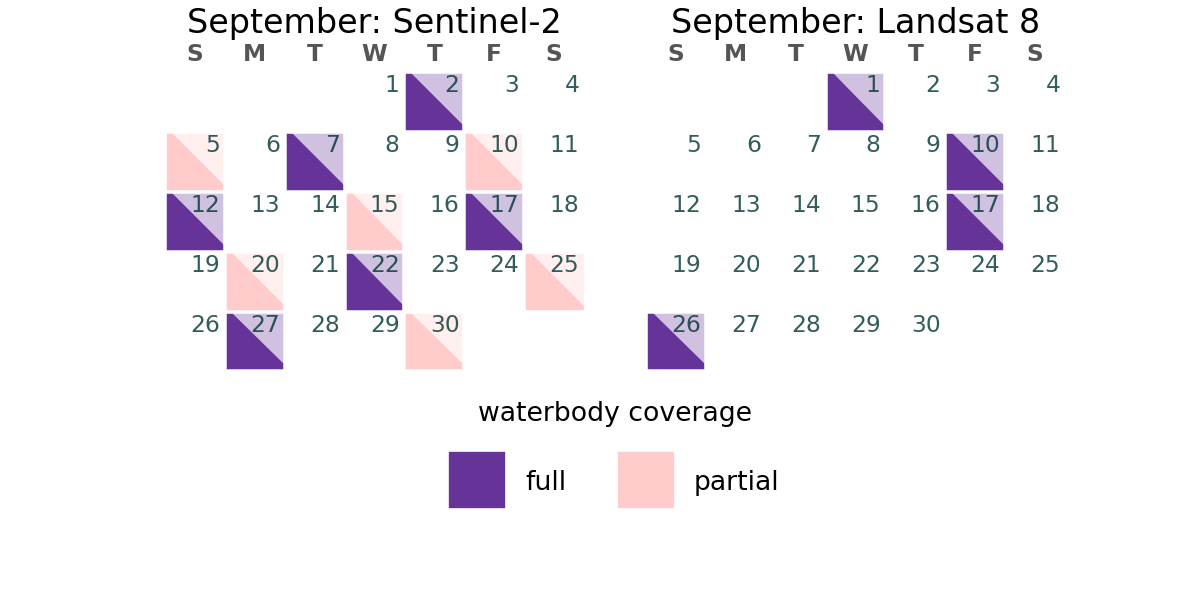 September: Sentinel-2
S M T W T F S
1 2 3 4
5 6 7 8 9 10 11
12 13 14 15 16 17 18
19 20 21 22 23 24 25
26 27 28 29 30
September: Landsat 8
S M T W T F S
1 2 3 4
5 6 7 8 9 10 11
12 13 14 15 16 17 18
19 20 21 22 23 24 25
26 27 28 29 30
waterbody coverage
full partial